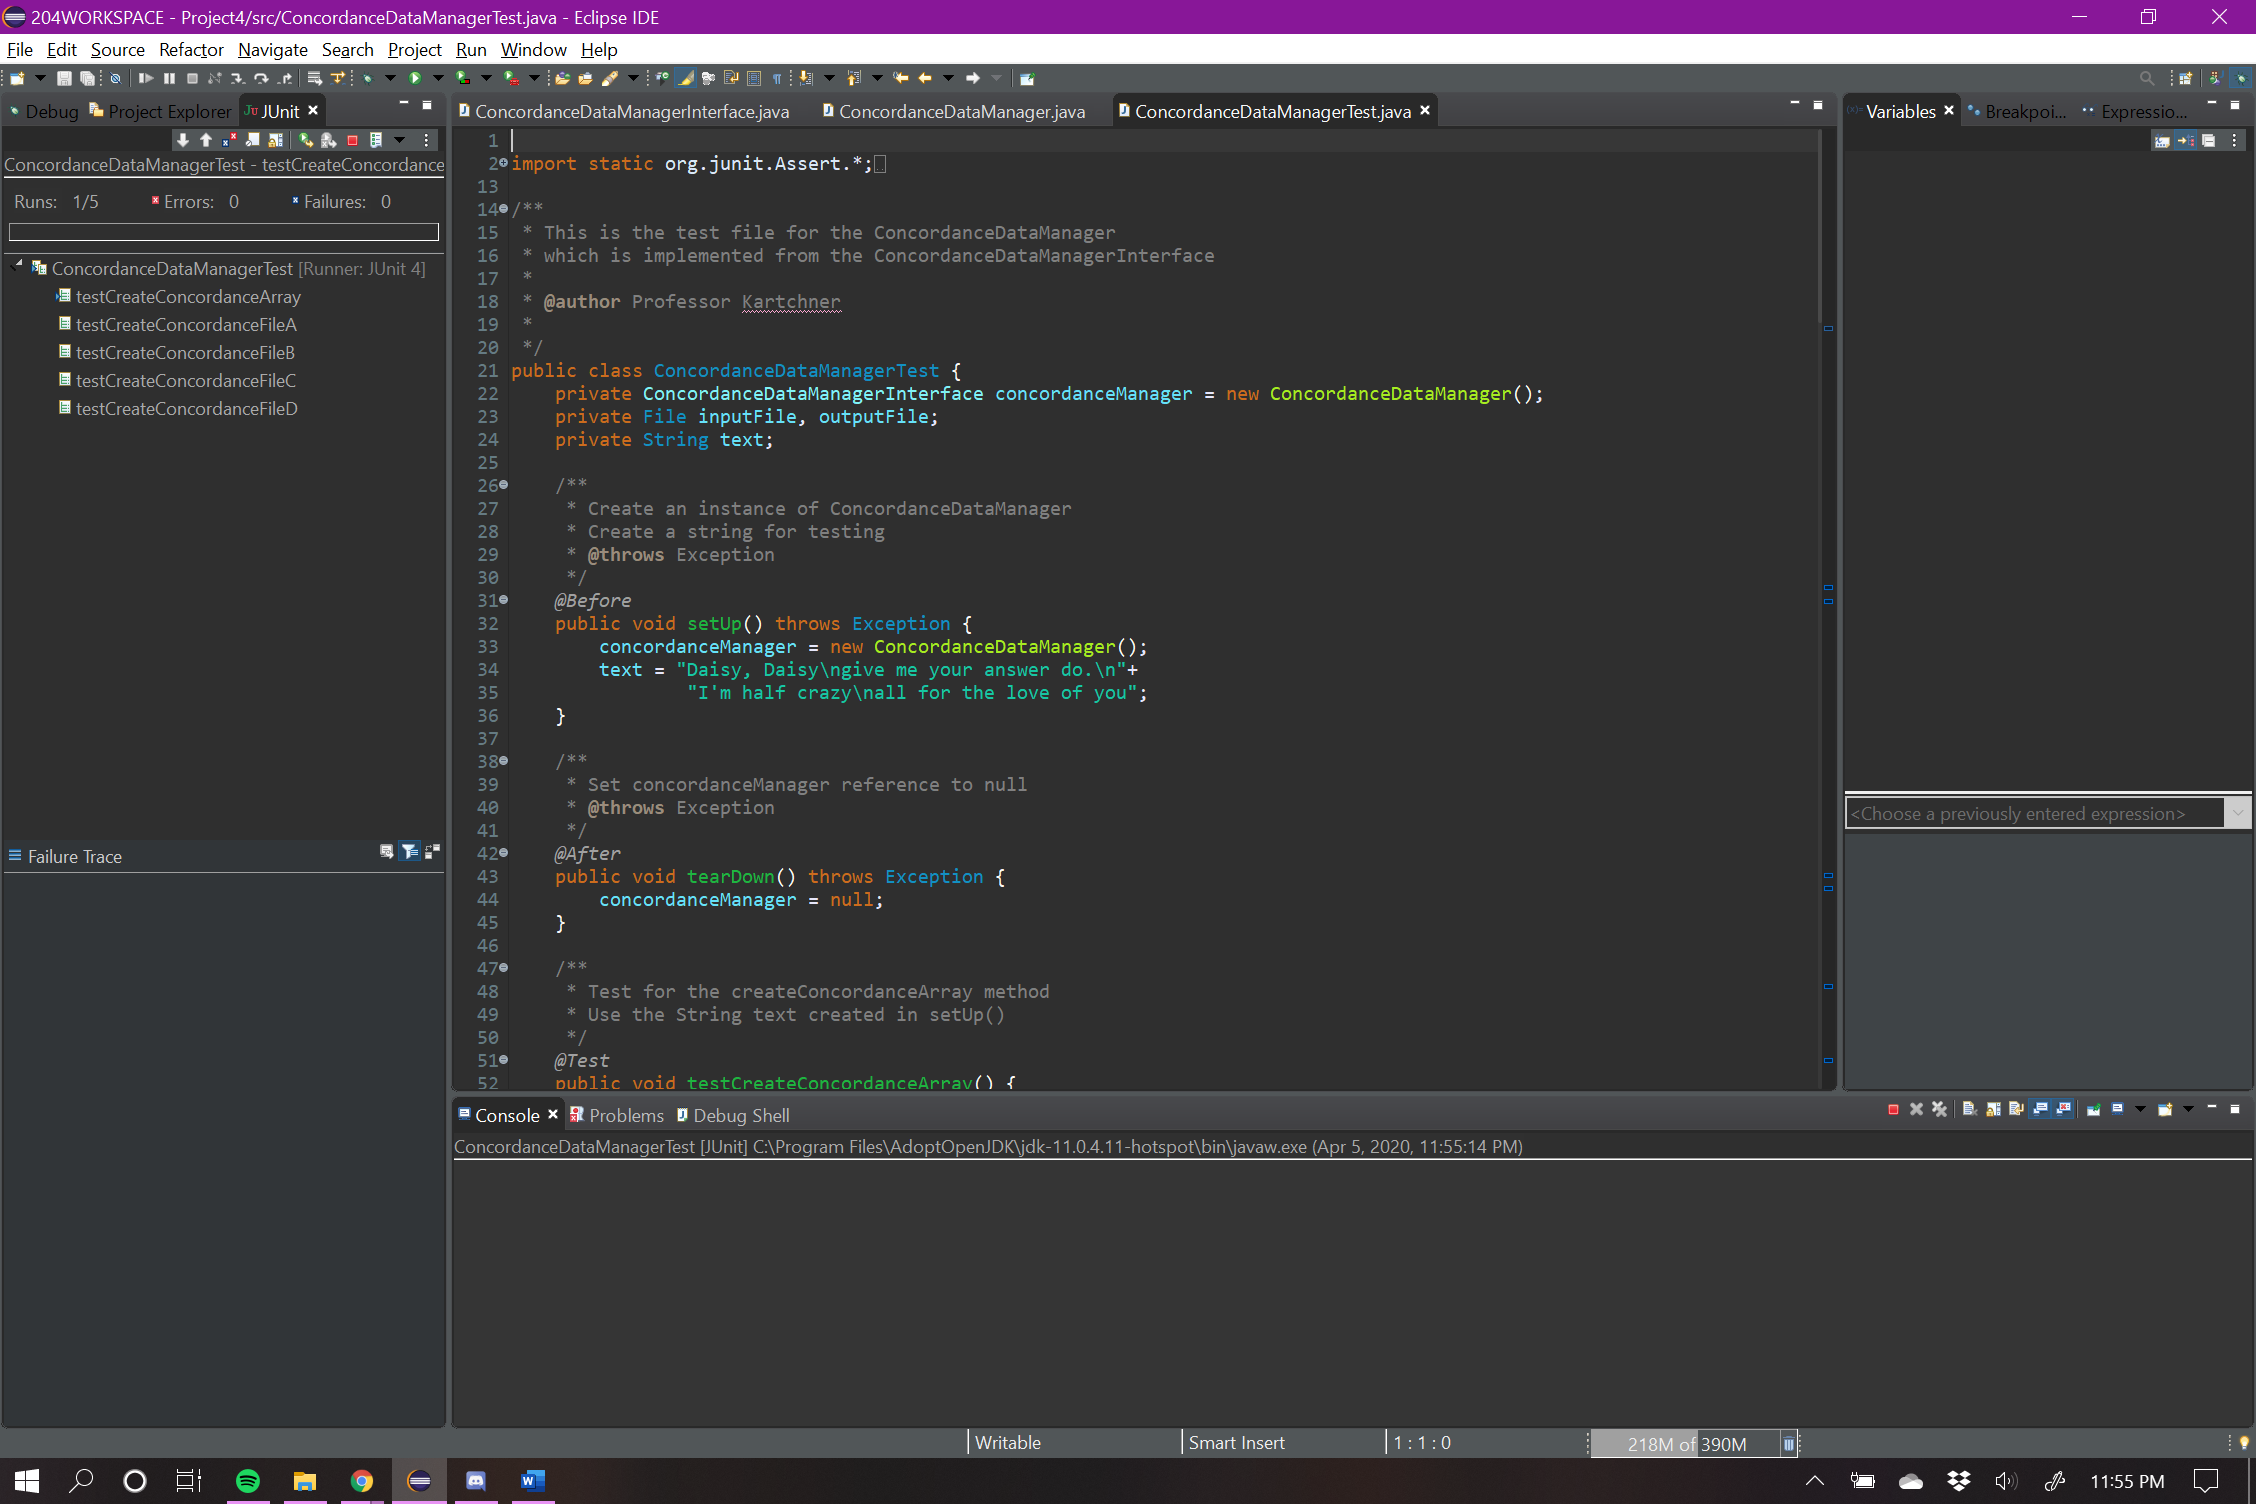 204WORKSPACE - Project4/src/ConcordanceDataManagerTest.java - Eclipse IDE
File Edit Source Refactor Navigate Search Project Run Window Help
Debug Project Explorer JUnit
ConcordanceDataManagerInterface.java ConcordanceDataManager.java ConcordanceDataManagerTest.java
Variables Breakpoi... Expressio...
ConcordanceDataManagerTest - testCreateConcordance
Runs: 1/5 Errors: 0 Failures: 0
ConcordanceDataManagerTest [Runner: JUnit 4]
testCreateConcordanceArray
testCreateConcordanceFileA
testCreateConcordanceFileB
testCreateConcordanceFileC
testCreateConcordanceFileD
Failure Trace
1
2 import static org.junit.Assert.*;
13
14 /**
15 * This is the test file for the ConcordanceDataManager
16 * which is implemented from the ConcordanceDataManagerInterface
17 *
18 * @author Professor Kartchner
19 *
20 */
21 public class ConcordanceDataManagerTest {
22 private ConcordanceDataManagerInterface concordanceManager = new ConcordanceDataManager();
23 private File inputFile, outputFile;
24 private String text;
25
26 /**
27 * Create an instance of ConcordanceDataManager
28 * Create a string for testing
29 * @throws Exception
30 */
31 @Before
32 public void setUp() throws Exception {
33 concordanceManager = new ConcordanceDataManager();
34 text = "Daisy, Daisy\ngive me your answer do.\n"+
35 "I'm half crazy\nall for the love of you";
36 }
37
38 /**
39 * Set concordanceManager reference to null
40 * @throws Exception
41 */
42 @After
43 public void tearDown() throws Exception {
44 concordanceManager = null;
45 }
46
47 /**
48 * Test for the createConcordanceArray method
49 * Use the String text created in setUp()
50 */
51 @Test
52 public void testCreateConcordanceArray() {
<Choose a previously entered expression>
Console Problems Debug Shell
ConcordanceDataManagerTest [JUnit] C:\Program Files\AdoptOpenJDK\jdk-11.0.4.11-hotspot\bin\javaw.exe (Apr 5, 2020, 11:55:14 PM)
Writable Smart Insert 1 : 1 : 0 218M of 390M
11:55 PM